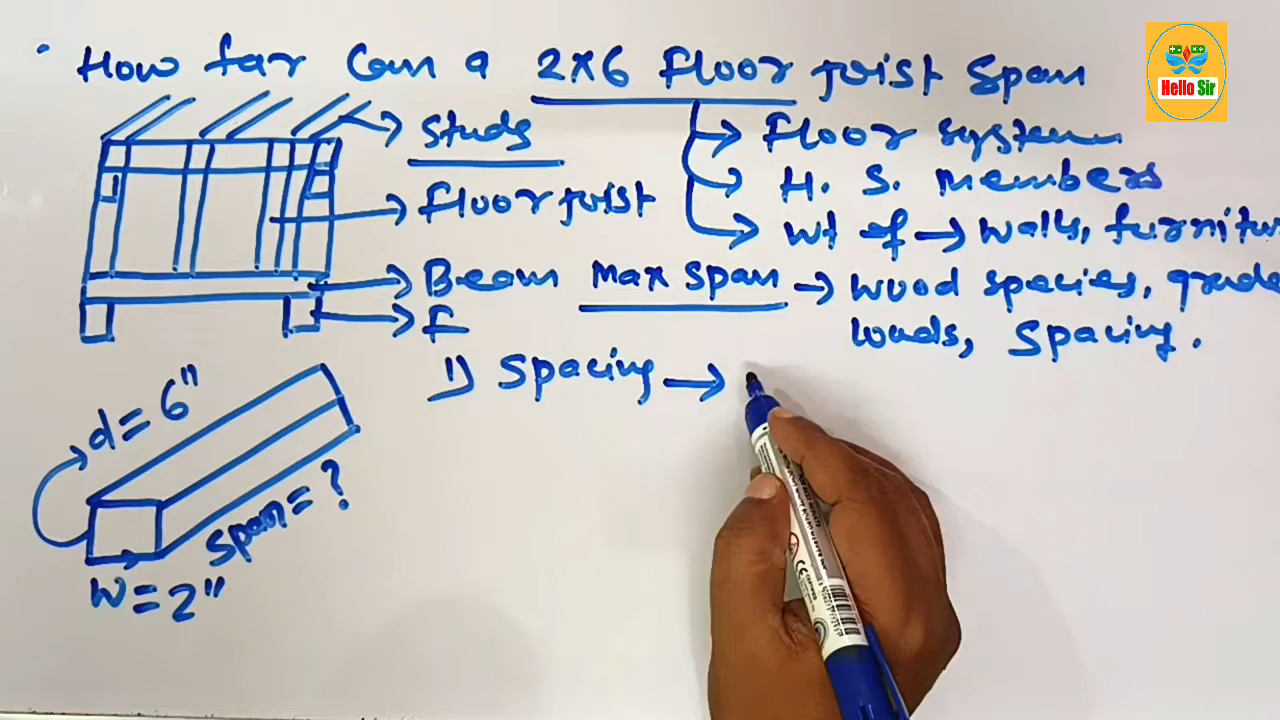 How far can a 2x6 floor joist span
Hello Sir
studs
floor joist
Beam
F
floor system
H. S. members
wt of → walls, furnitur
Max span → wood species, grade
loads, spacing.
1) Spacing →
d = 6"
span = ?
W = 2"